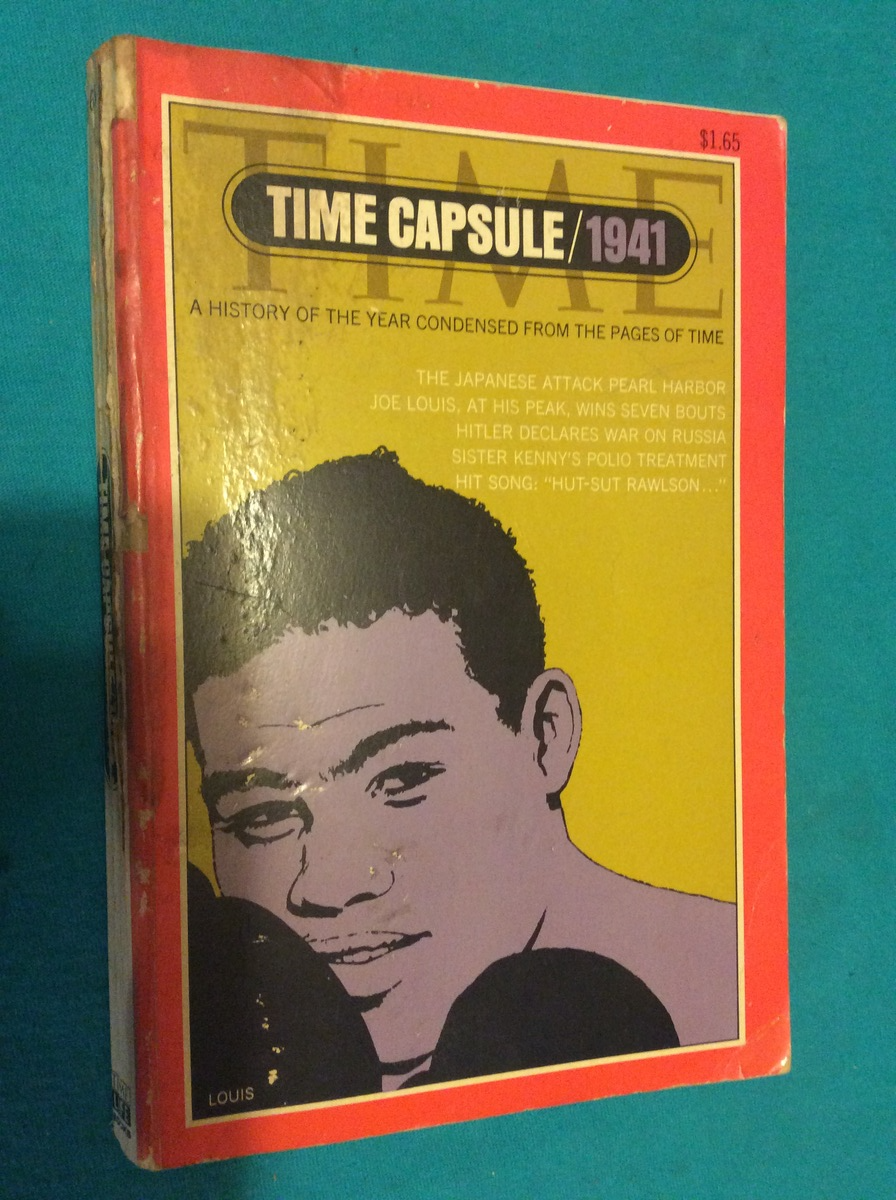 $1.65
TIME
TIME CAPSULE/1941
A HISTORY OF THE YEAR CONDENSED FROM THE PAGES OF TIME
THE JAPANESE ATTACK PEARL HARBOR
JOE LOUIS, AT HIS PEAK, WINS SEVEN BOUTS
HITLER DECLARES WAR ON RUSSIA
SISTER KENNY'S POLIO TREATMENT
HIT SONG: "HUT-SUT RAWLSON..."
LOUIS